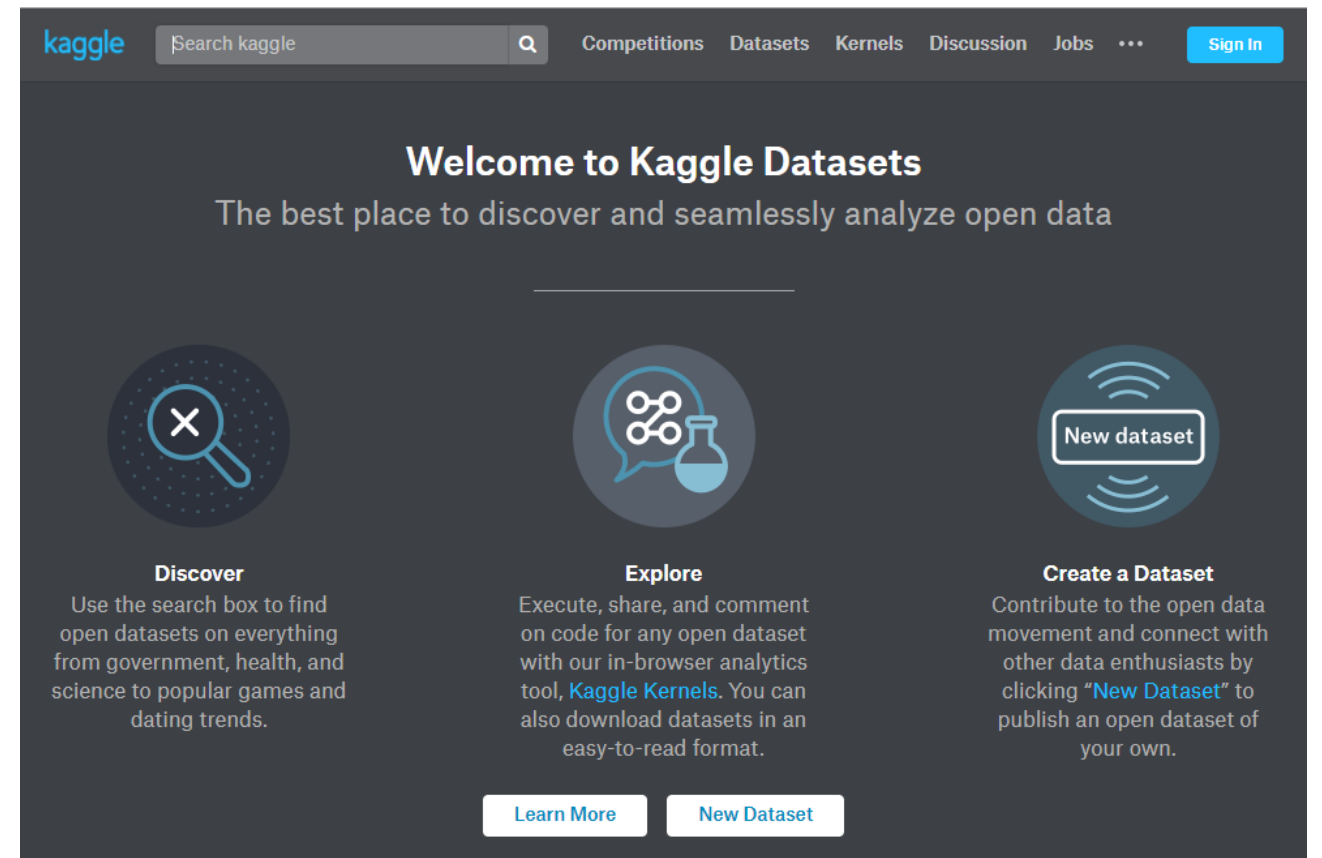 kaggle
Search kaggle
Competitions Datasets Kernels Discussion Jobs •••
Sign In
Welcome to Kaggle Datasets
The best place to discover and seamlessly analyze open data
Discover
Use the search box to find
open datasets on everything
from government, health, and
science to popular games and
dating trends.
Explore
Execute, share, and comment
on code for any open dataset
with our in-browser analytics
tool, Kaggle Kernels. You can
also download datasets in an
easy-to-read format.
New dataset
Create a Dataset
Contribute to the open data
movement and connect with
other data enthusiasts by
clicking “New Dataset” to
publish an open dataset of
your own.
Learn More
New Dataset